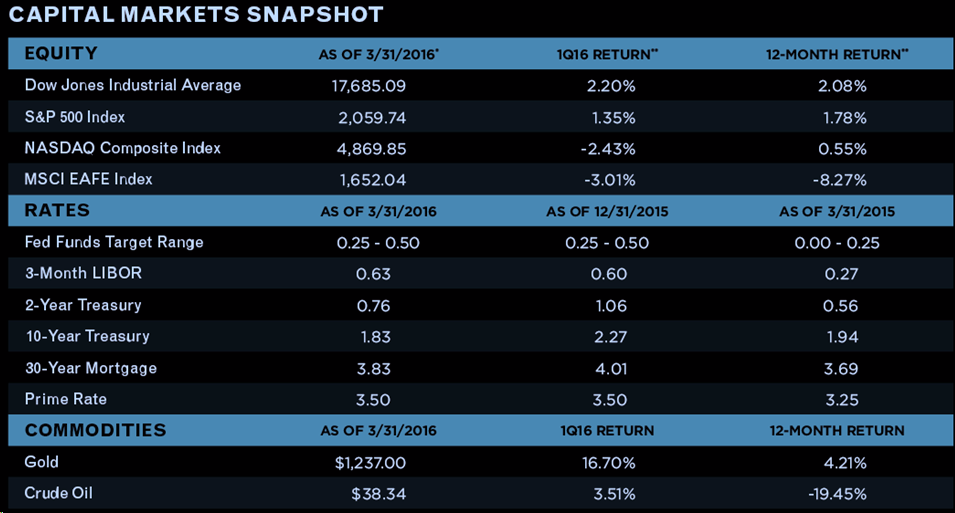 CAPITAL MARKETS SNAPSHOT
EQUITY AS OF 3/31/2016* 1Q16 RETURN** 12-MONTH RETURN**
Dow Jones Industrial Average 17,685.09 2.20% 2.08%
S&P 500 Index 2,059.74 1.35% 1.78%
NASDAQ Composite Index 4,869.85 -2.43% 0.55%
MSCI EAFE Index 1,652.04 -3.01% -8.27%
RATES AS OF 3/31/2016 AS OF 12/31/2015 AS OF 3/31/2015
Fed Funds Target Range 0.25 - 0.50 0.25 - 0.50 0.00 - 0.25
3-Month LIBOR 0.63 0.60 0.27
2-Year Treasury 0.76 1.06 0.56
10-Year Treasury 1.83 2.27 1.94
30-Year Mortgage 3.83 4.01 3.69
Prime Rate 3.50 3.50 3.25
COMMODITIES AS OF 3/31/2016 1Q16 RETURN 12-MONTH RETURN
Gold $1,237.00 16.70% 4.21%
Crude Oil $38.34 3.51% -19.45%